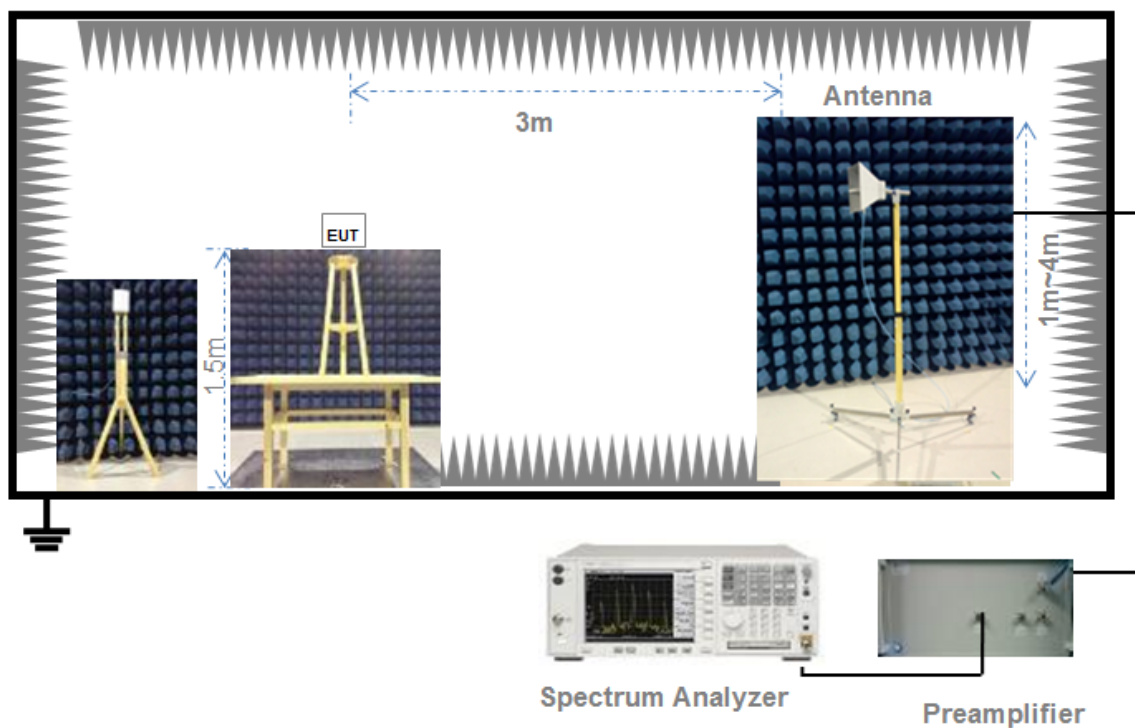 Antenna
3m
EUT
1.5m
1m~4m
Spectrum Analyzer
Preamplifier